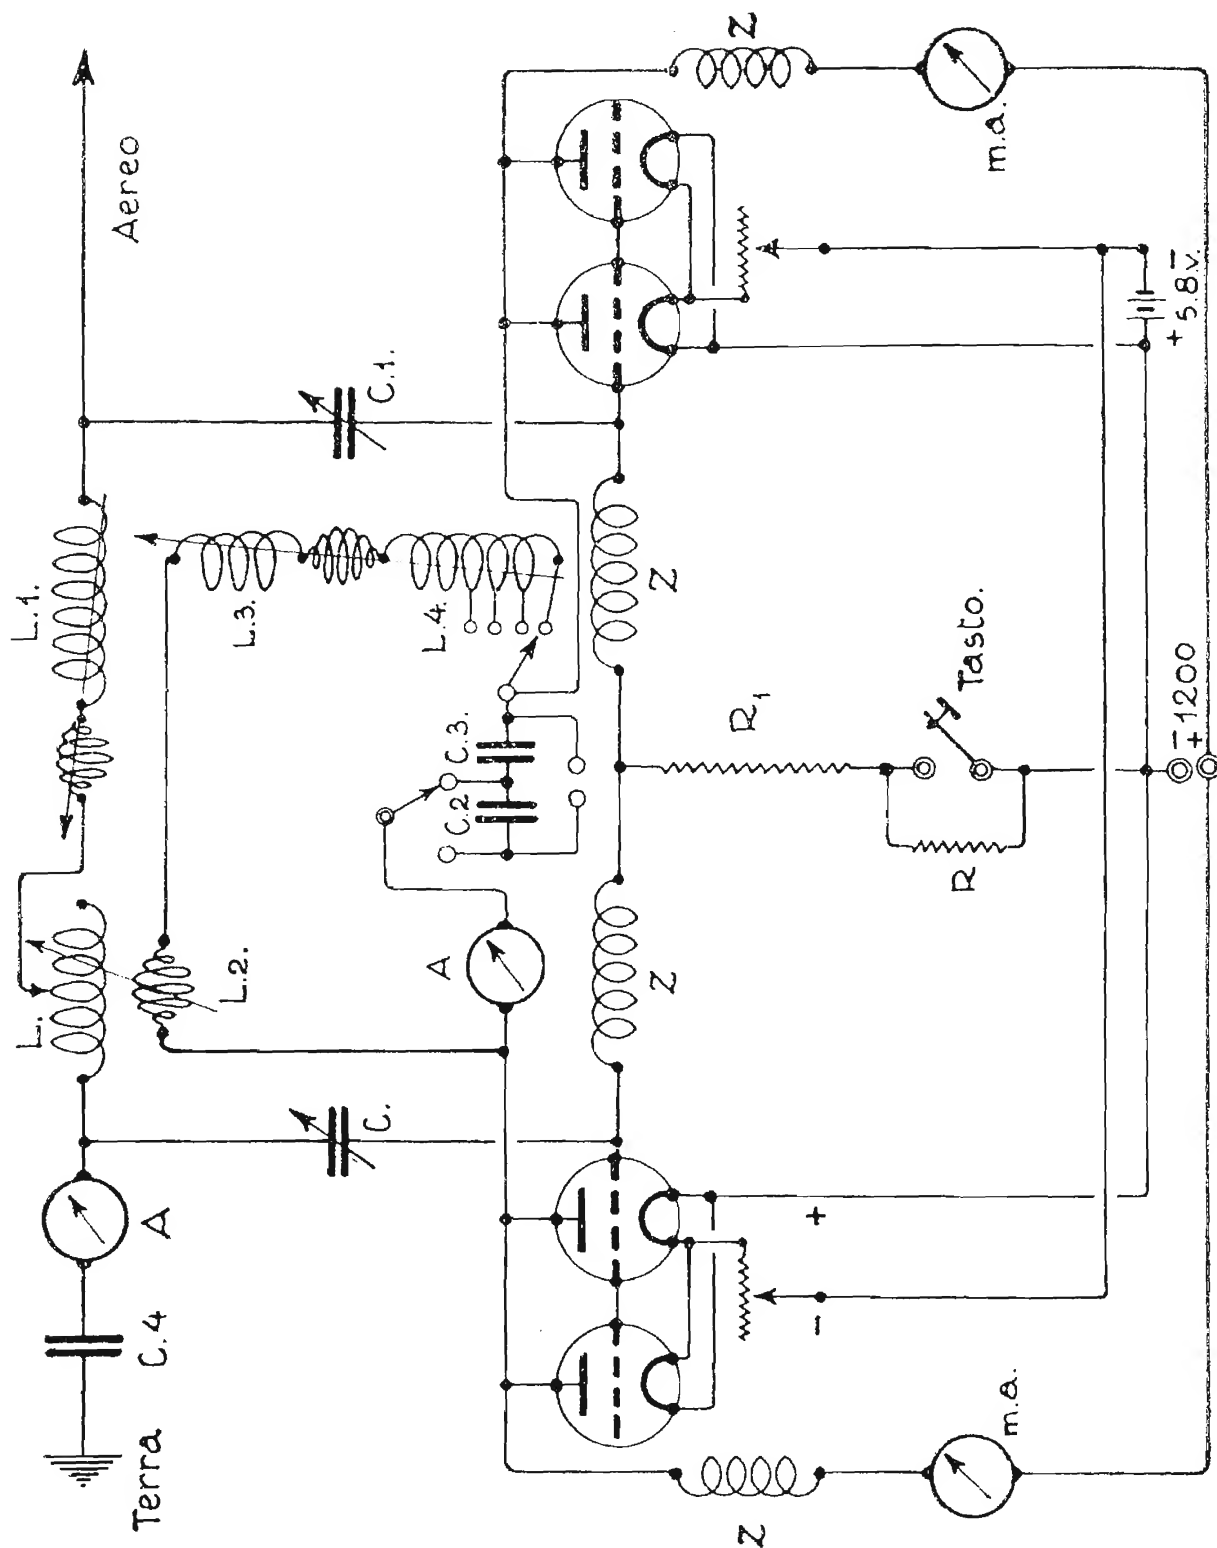 Terra
C.4
A
L.
L.2.
L.1.
Aereo
C.
C.1.
L.3.
L.4.
A
C.2
C.3.
Z
Z
Z
Z
R₁
R
Tasto.
m.a.
m.a.
+
-
+ 5.8.v. -
- 1200
+